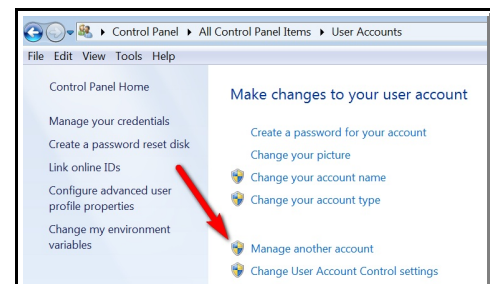 Control Panel ▸ All Control Panel Items ▸ User Accounts
File Edit View Tools Help
Control Panel Home
Manage your credentials
Create a password reset disk
Link online IDs
Configure advanced user
profile properties
Change my environment
variables
Make changes to your user account
Create a password for your account
Change your picture
Change your account name
Change your account type
Manage another account
Change User Account Control settings